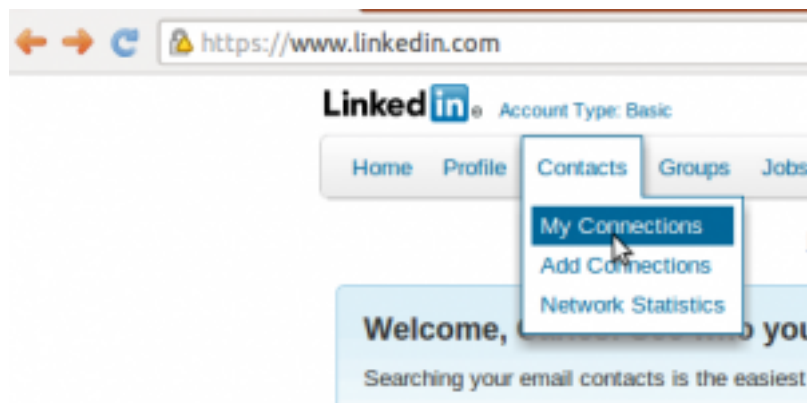 https://www.linkedin.com
Linked in Account Type: Basic
Home Profile Contacts Groups Jobs
My Connections
Add Connections
Network Statistics
Welcome,
Searching your email contacts is the easiest